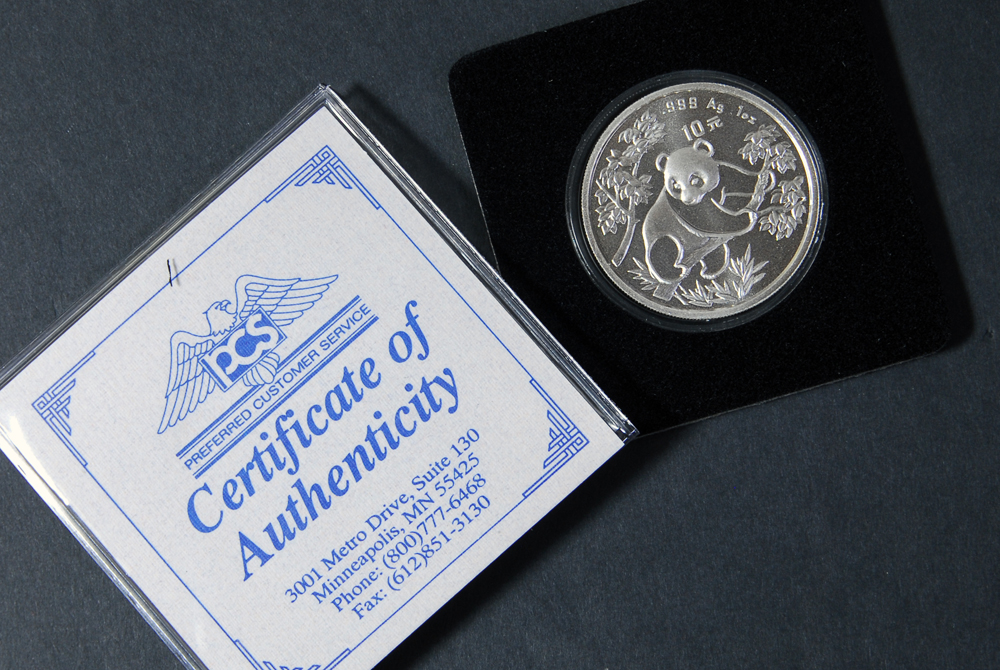 PCS
PREFERRED CUSTOMER SERVICE
Certificate of
Authenticity
3001 Metro Drive, Suite 130
Minneapolis, MN 55425
Phone: (800)777-6468
Fax: (612)851-3130
.999 Ag 1oz
10元